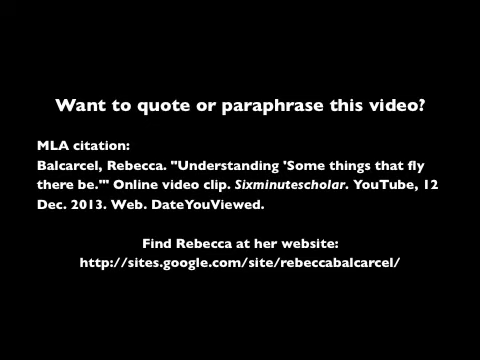 Want to quote or paraphrase this video?
MLA citation:
Balcarcel, Rebecca. "Understanding 'Some things that fly
there be.'" Online video clip. Sixminutescholar. YouTube, 12
Dec. 2013. Web. DateYouViewed.
Find Rebecca at her website:
http://sites.google.com/site/rebeccabalcarcel/